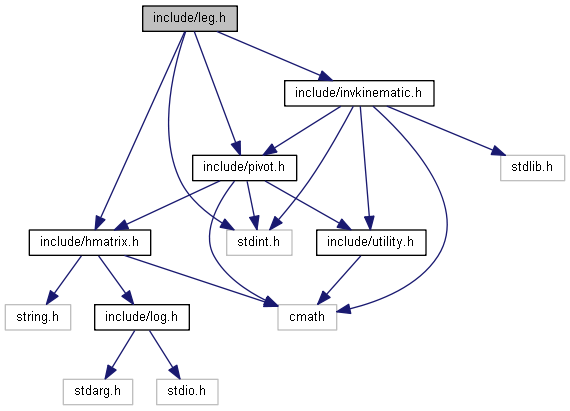 include/leg.h
include/invkinematic.h
include/pivot.h
stdlib.h
include/hmatrix.h
stdint.h
include/utility.h
string.h
include/log.h
cmath
stdarg.h
stdio.h